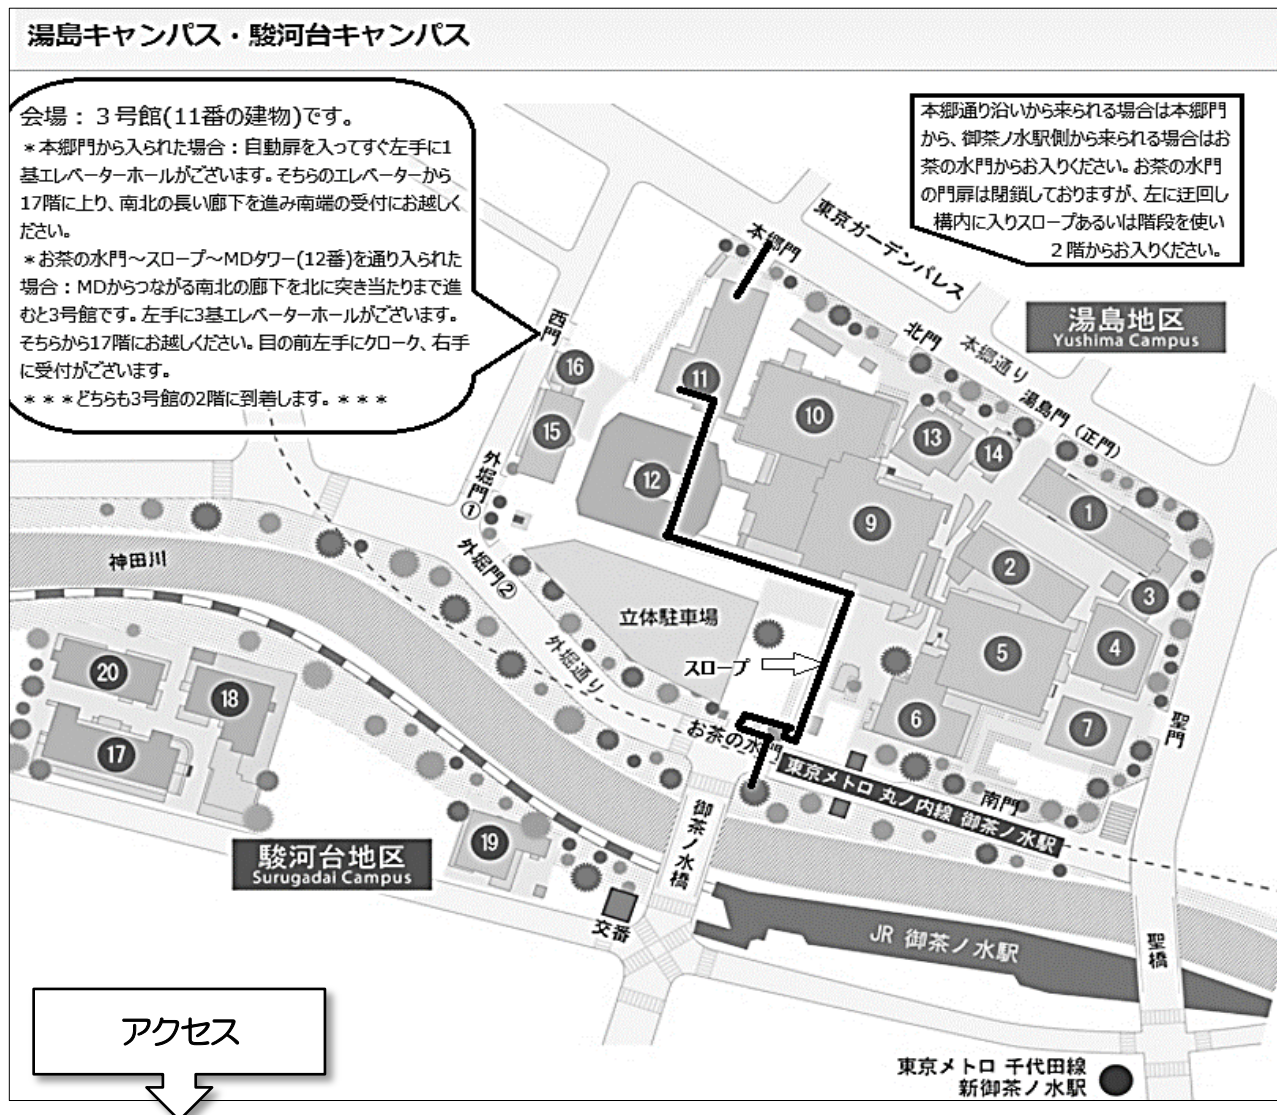 湯島キャンパス・駿河台キャンパス
会場：３号館(11番の建物)です。
＊本郷門から入られた場合：自動扉を入ってすぐ左手に1
基エレベーターホールがございます。そちらのエレベーターから
17階に上り、南北の長い廊下を進み南端の受付にお越しく
ださい。
＊お茶の水門～スロープ～MDタワー(12番)を通り入られた
場合：MDからつながる南北の廊下を北に突き当たりまで進
むと3号館です。左手に3基エレベーターホールがございます。
そちらから17階にお越しください。目の前左手にクローク、右手
に受付がございます。
＊＊＊どちらも3号館の2階に到着します。＊＊＊
本郷通り沿いから来られる場合は本郷門
から、御茶ノ水駅側から来られる場合はお
茶の水門からお入りください。お茶の水門
の門扉は閉鎖しておりますが、左に迂回し
構内に入りスロープあるいは階段を使い
２階からお入りください。
本郷門
東京ガーデンパレス
湯島地区
Yushima Campus
西門
北門
本郷通り
湯島門（正門）
16
11
15
10
13
14
12
1
外堀門①
9
2
外堀門②
3
神田川
立体駐車場
4
5
20
外堀通り
スロープ
18
6
7
17
お茶の水門
聖門
東京メトロ 丸ノ内線 御茶ノ水駅
南門
19
御茶ノ水橋
駿河台地区
Surugadai Campus
交番
JR 御茶ノ水駅
聖橋
アクセス
東京メトロ 千代田線
新御茶ノ水駅